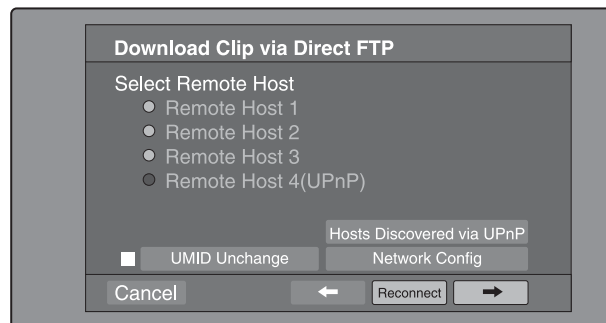 Download Clip via Direct FTP
Select Remote Host
Remote Host 1
Remote Host 2
Remote Host 3
Remote Host 4(UPnP)
Hosts Discovered via UPnP
UMID Unchange Network Config
Cancel Reconnect